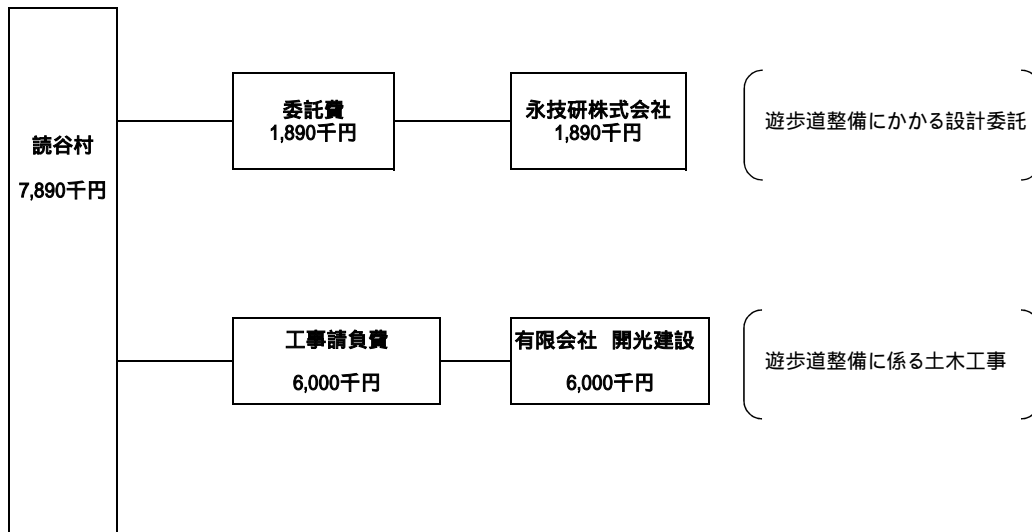 読谷村
7,890千円
委託費
1,890千円
永技研株式会社
1,890千円
遊歩道整備にかかる設計委託
工事請負費
6,000千円
有限会社 開光建設
6,000千円
遊歩道整備に係る土木工事